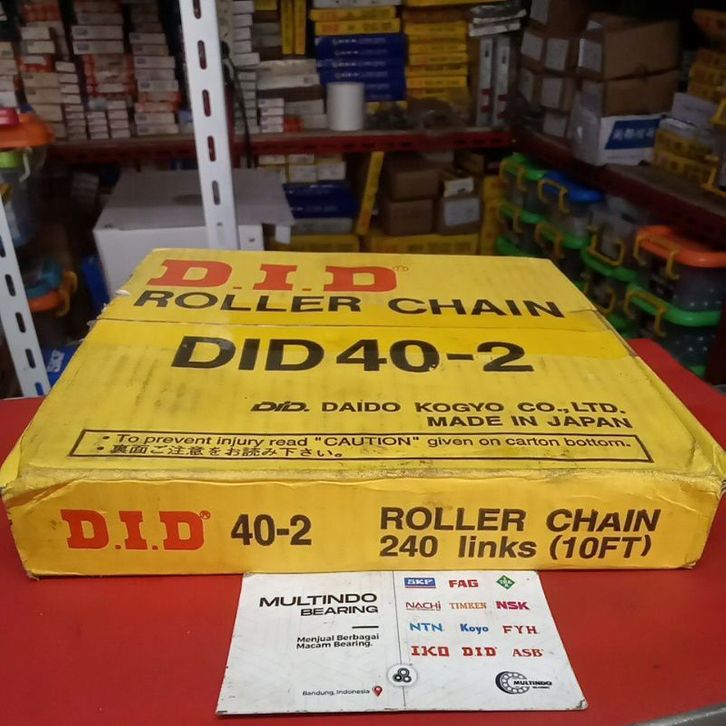 D.I.D®
ROLLER CHAIN
DID 40-2
DID. DAIDO KOGYO CO.,LTD.
MADE IN JAPAN
• To prevent injury read "CAUTION" given on carton bottom.
• 裏面ご注意をお読み下さい。
D.I.D® 40-2
ROLLER CHAIN
240 links (10FT)
MULTINDO
BEARING
Menjual Berbagai
Macam Bearing.
Bandung, Indonesia
SKF FAG
NACHI TIMKEN NSK
NTN Koyo FYH
IKO DID ASB
MULTINDO
BEARING